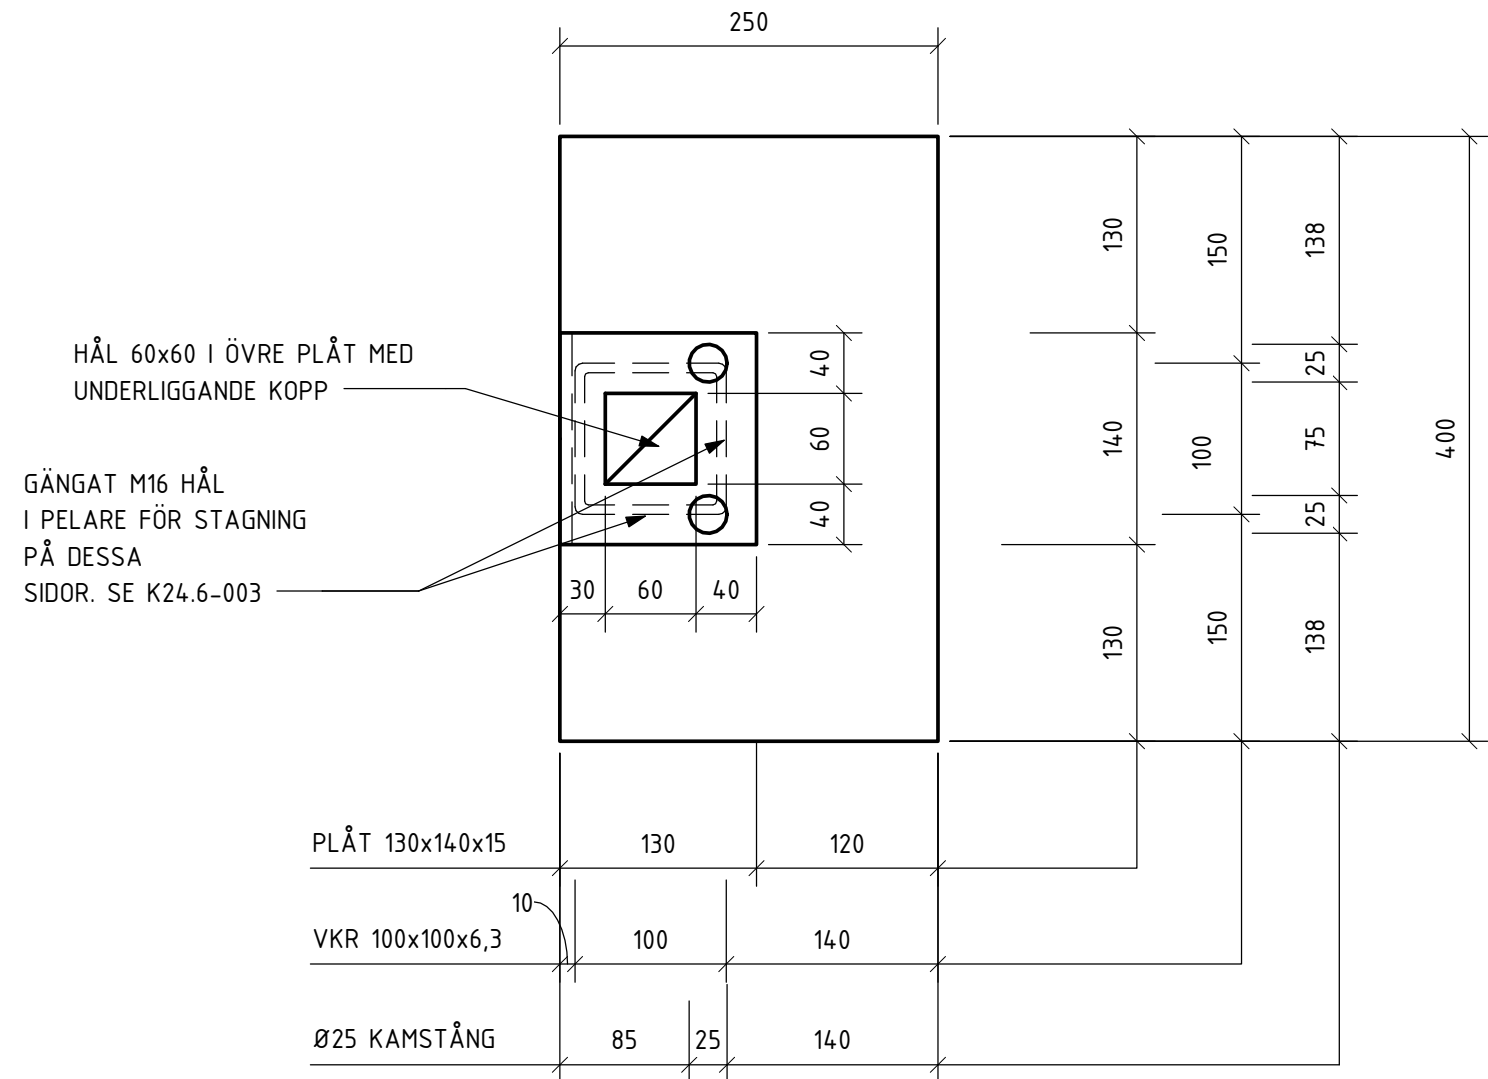 250
130
150
138
HÅL 60x60 I ÖVRE PLÅT MED
UNDERLIGGANDE KOPP
40
25
60
140
100
75
400
GÄNGAT M16 HÅL
I PELARE FÖR STAGNING
PÅ DESSA
SIDOR. SE K24.6-003
40
25
30 60 40
130
150
138
PLÅT 130x140x15 130 120
10
VKR 100x100x6,3 100 140
Ø25 KAMSTÅNG 85 25 140